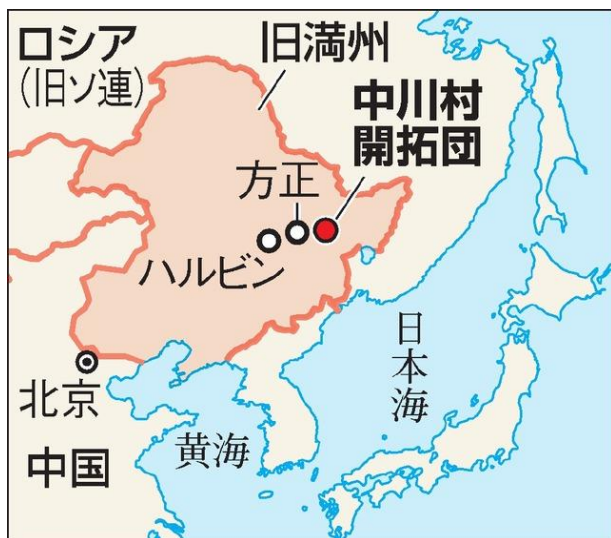 ロシア
(旧ソ連)
旧満州
中川村
開拓団
方正
ハルビン
北京
中国
黄海
日本海